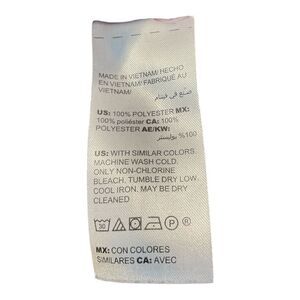 MADE IN VIETNAM/ HECHO
EN VIETNAM/ FABRIQUÉ AU
VIETNAM/
صنع في فيتنام
US: 100% POLYESTER MX:
100% poliéster CA: 100%
POLYESTER AE/KW:
100% بوليستر
US: WITH SIMILAR COLORS
MACHINE WASH COLD.
ONLY NON-CHLORINE
BLEACH. TUMBLE DRY LOW.
COOL IRON. MAY BE DRY
CLEANED
30 P
MX: CON COLORES
SIMILARES CA: AVEC